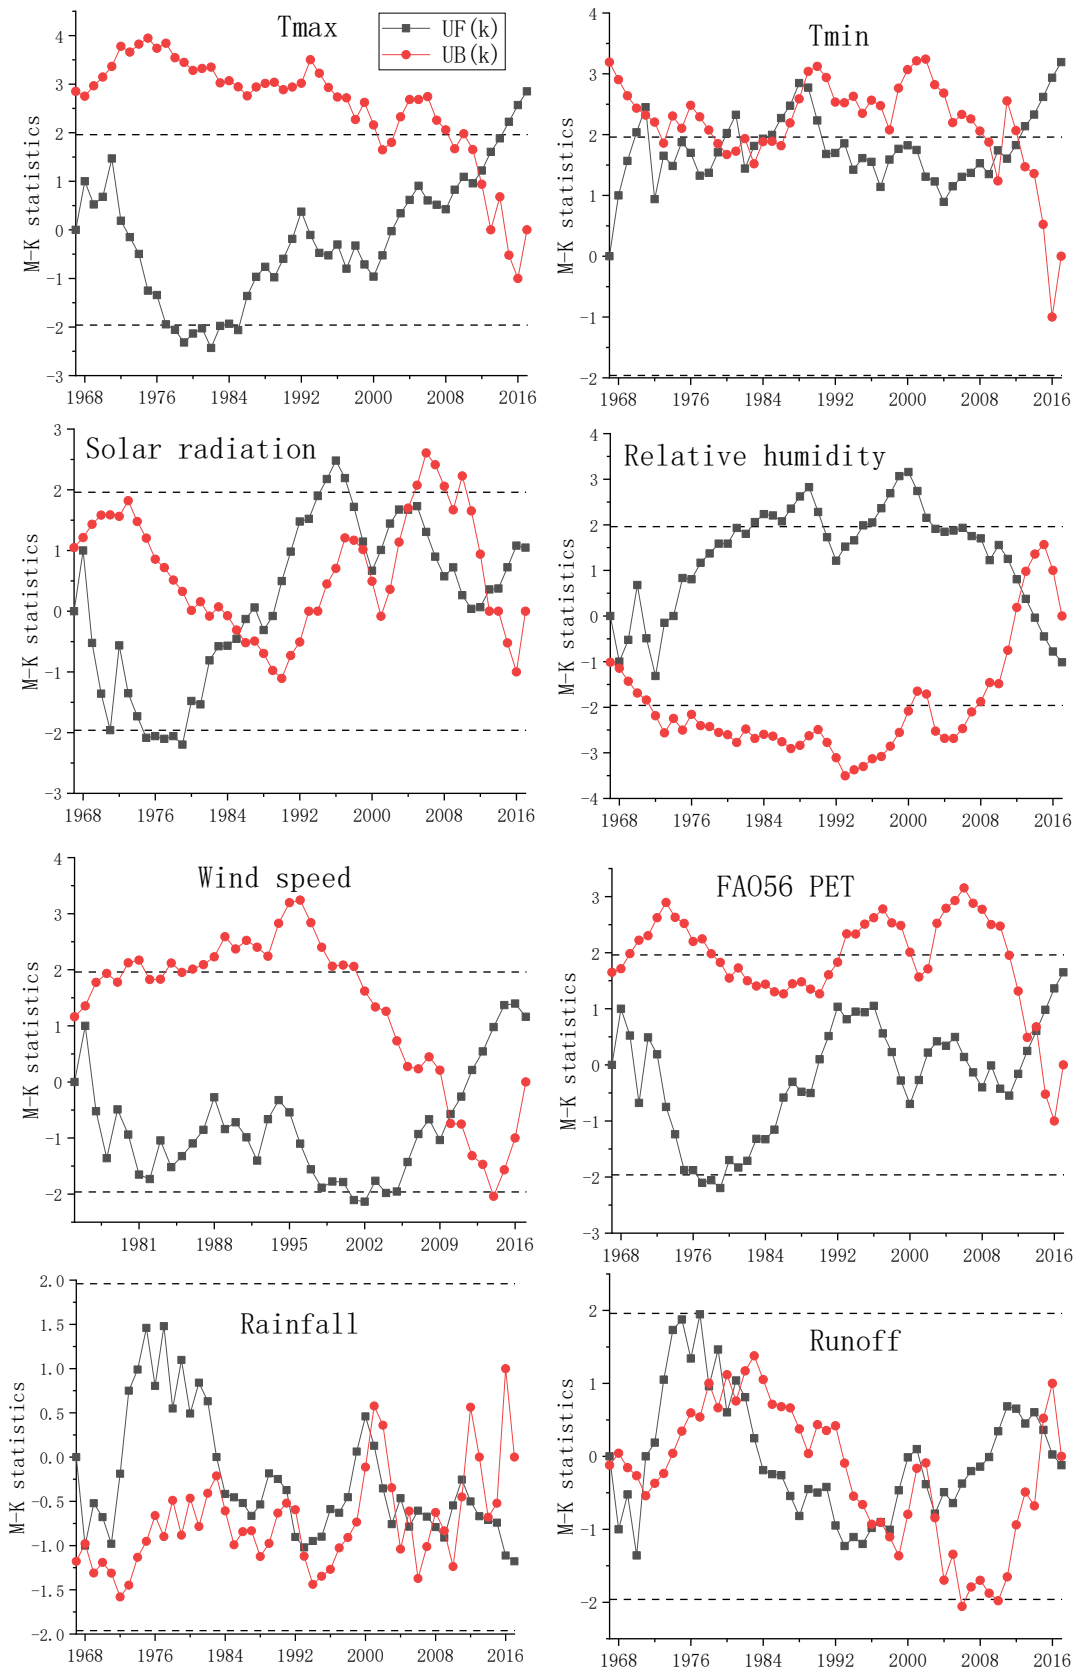 Tmax
UF(k)
UB(k)
M-K statistics
4
3
2
1
0
-1
-2
-3
1968 1976 1984 1992 2000 2008 2016
Tmin
M-K statistics
4
3
2
1
0
-1
-2
1968 1976 1984 1992 2000 2008 2016
Solar radiation
M-K statistics
3
2
1
0
-1
-2
-3
1968 1976 1984 1992 2000 2008 2016
Relative humidity
M-K statistics
4
3
2
1
0
-1
-2
-3
-4
1968 1976 1984 1992 2000 2008 2016
Wind speed
M-K statistics
4
3
2
1
0
-1
-2
1981 1988 1995 2002 2009 2016
FAO56 PET
M-K statistics
3
2
1
0
-1
-2
-3
1968 1976 1984 1992 2000 2008 2016
Rainfall
M-K statistics
2.0
1.5
1.0
0.5
0.0
-0.5
-1.0
-1.5
-2.0
1968 1976 1984 1992 2000 2008 2016
Runoff
M-K statistics
2
1
0
-1
-2
1968 1976 1984 1992 2000 2008 2016